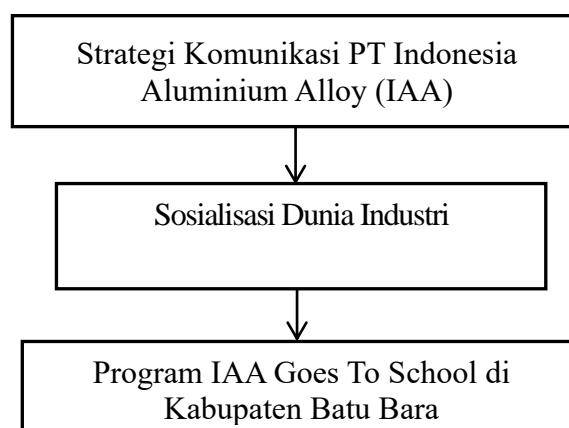 Strategi Komunikasi PT Indonesia
Aluminium Alloy (IAA)
Sosialisasi Dunia Industri
Program IAA Goes To School di
Kabupaten Batu Bara